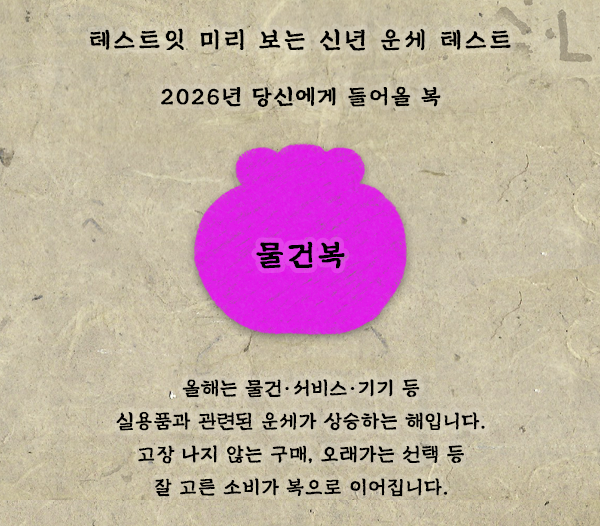 테스트잇 미리 보는 신년 운세 테스트
2026년 당신에게 들어올 복
물건복
올해는 물건·서비스·기기 등
실용품과 관련된 운세가 상승하는 해입니다.
고장 나지 않는 구매, 오래가는 선택 등
잘 고른 소비가 복으로 이어집니다.